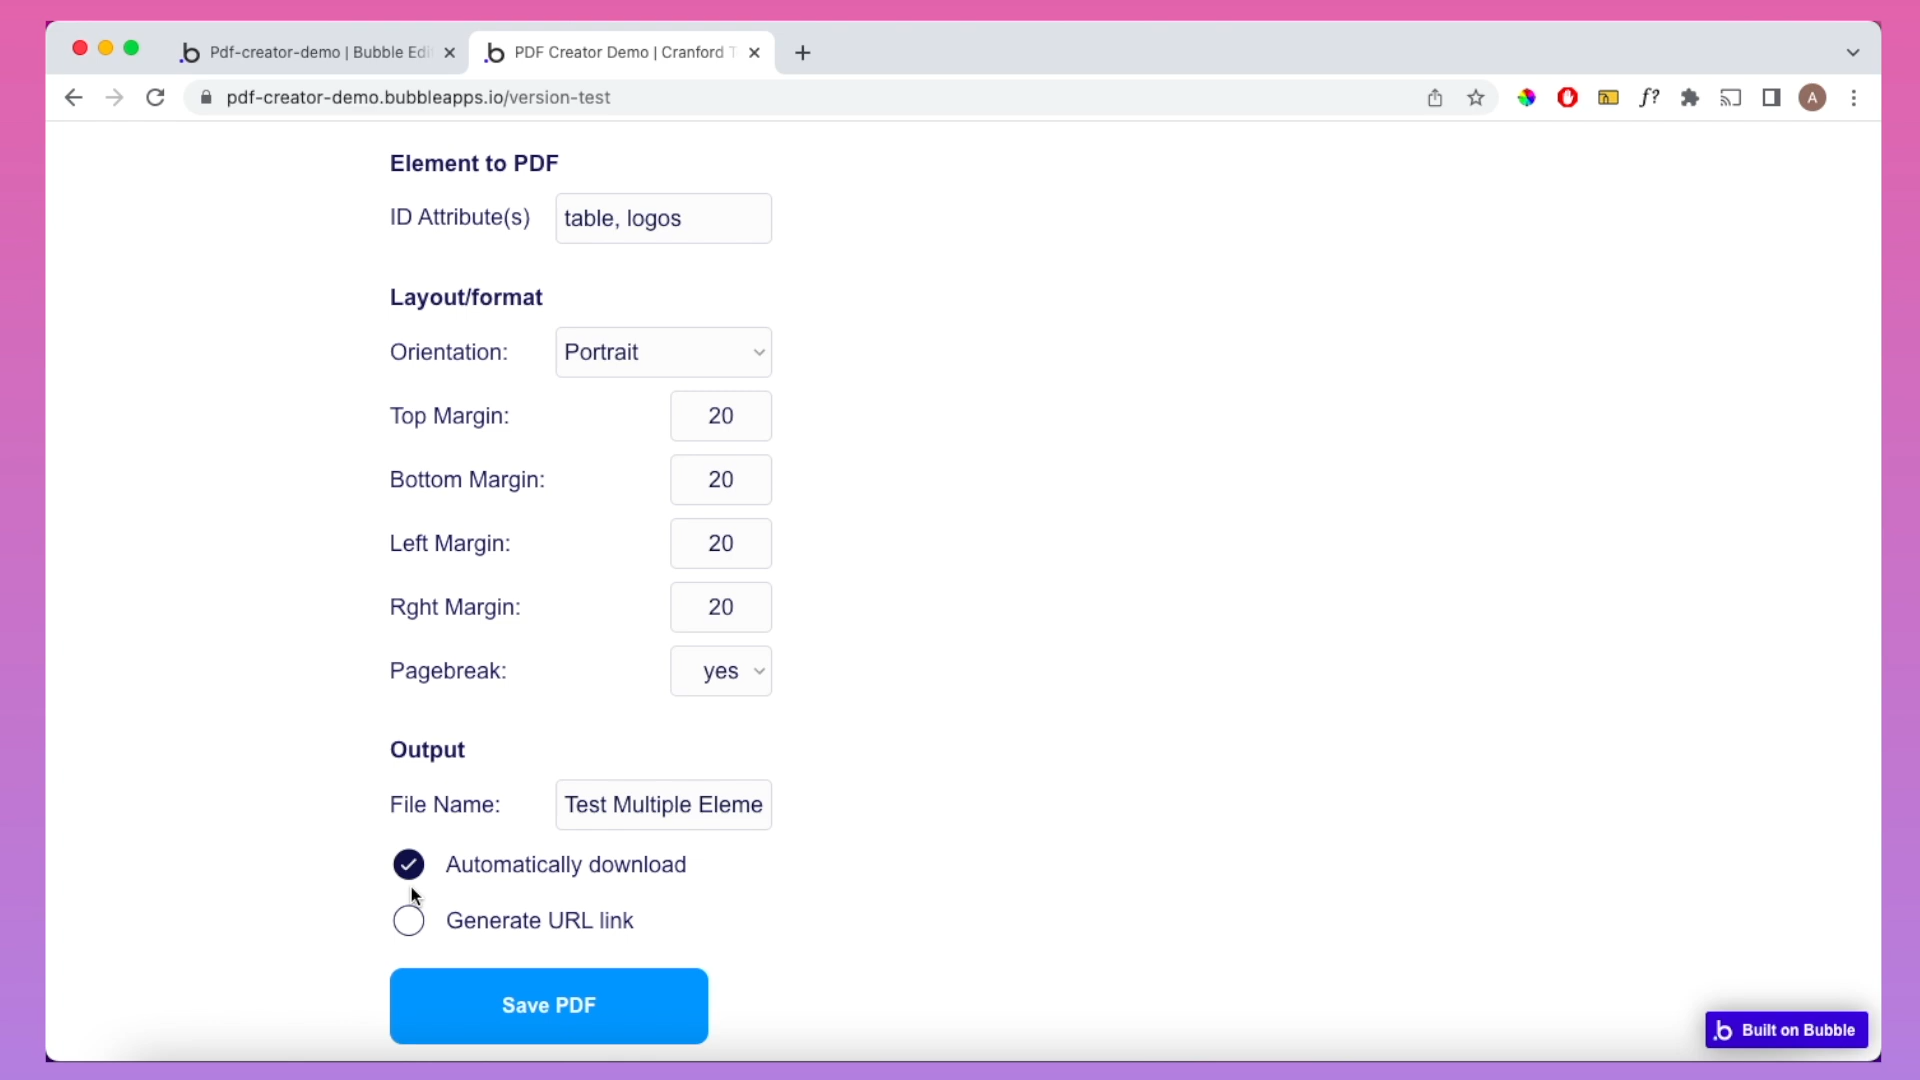 Pdf-creator-demo | Bubble Edi
PDF Creator Demo | Cranford T
pdf-creator-demo.bubbleapps.io/version-test
f?
A
Element to PDF
ID Attribute(s) table, logos
Layout/format
Orientation: Portrait
Top Margin: 20
Bottom Margin: 20
Left Margin: 20
Rght Margin: 20
Pagebreak: yes
Output
File Name: Test Multiple Eleme
Automatically download
Generate URL link
Save PDF
b Built on Bubble